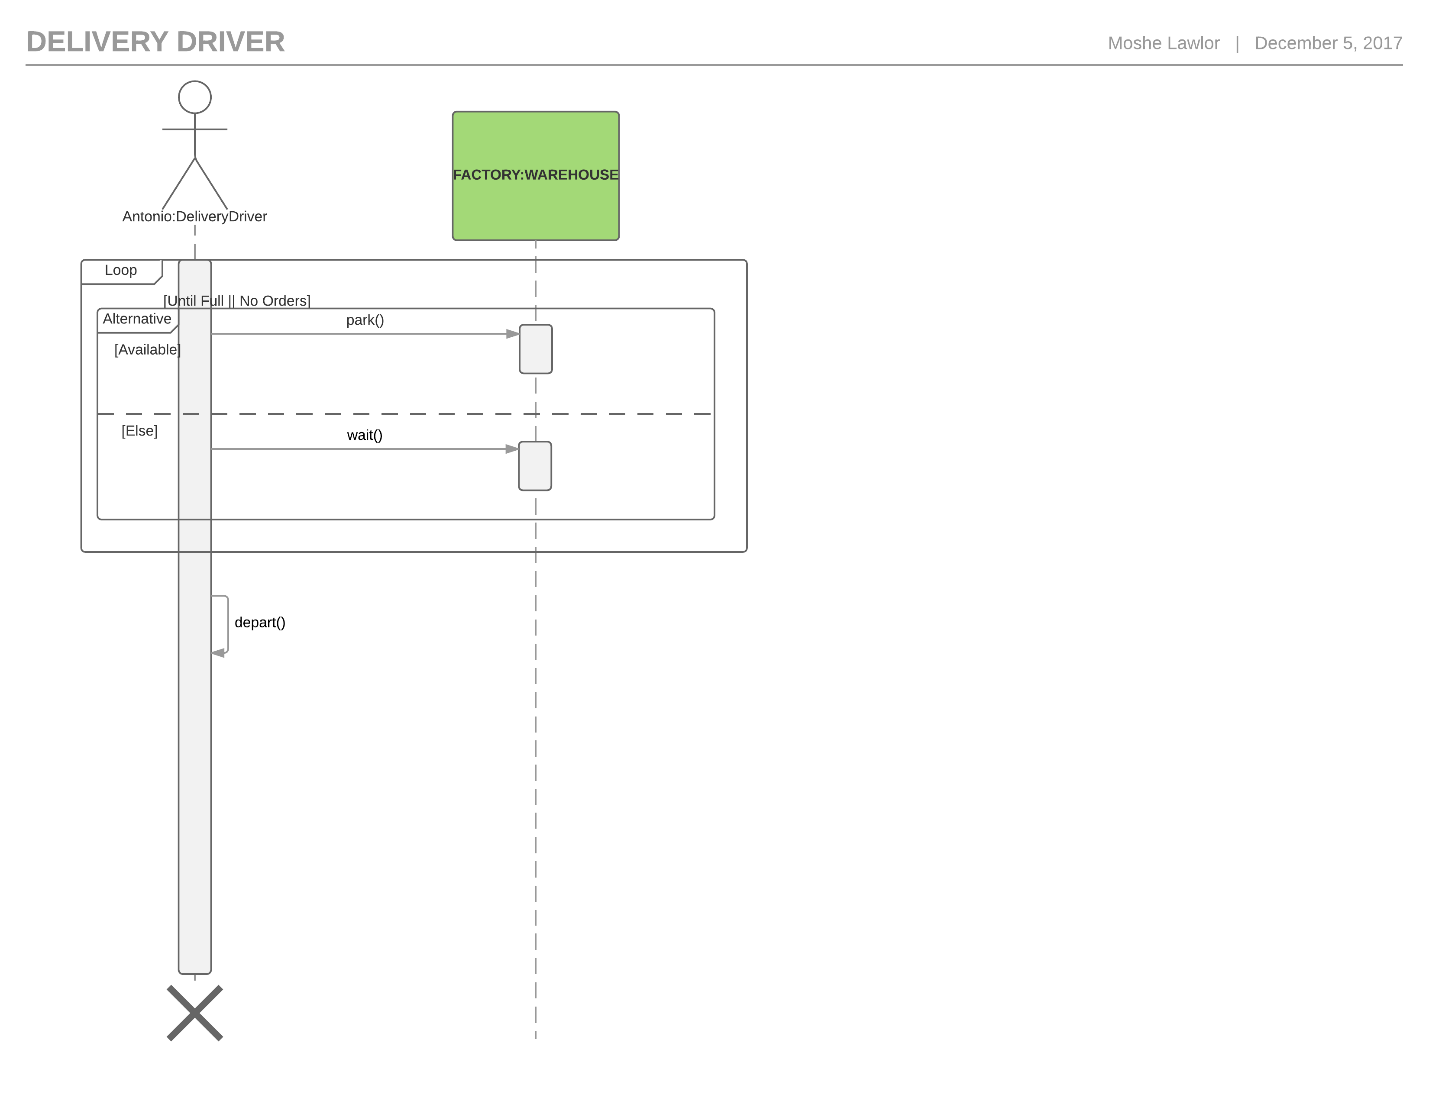 DELIVERY DRIVER
Moshe Lawlor | December 5, 2017
FACTORY:WAREHOUSE
Antonio:DeliveryDriver
Loop
[Until Full || No Orders]
Alternative
park()
[Available]
[Else]
wait()
depart()